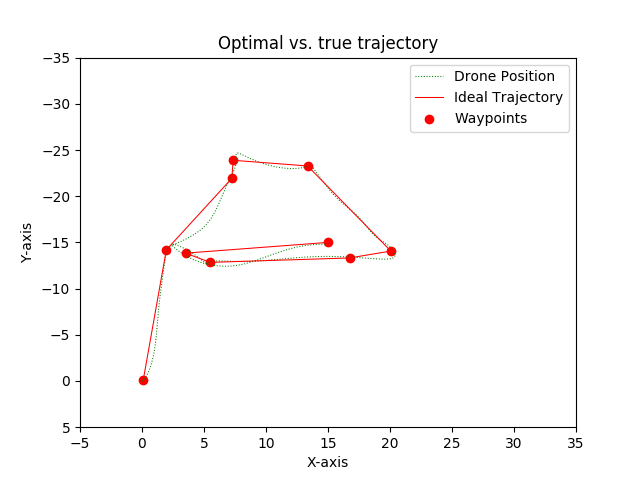 Optimal vs. true trajectory
Drone Position
Ideal Trajectory
Waypoints
Y-axis
−35
−30
−25
−20
−15
−10
−5
0
5
−5 0 5 10 15 20 25 30 35
X-axis